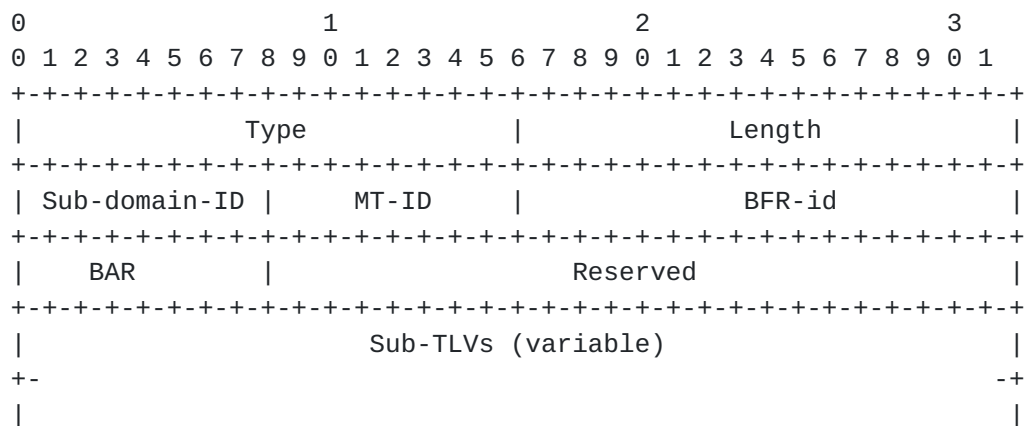 0                   1                   2                   3
0 1 2 3 4 5 6 7 8 9 0 1 2 3 4 5 6 7 8 9 0 1 2 3 4 5 6 7 8 9 0 1
+-+-+-+-+-+-+-+-+-+-+-+-+-+-+-+-+-+-+-+-+-+-+-+-+-+-+-+-+-+-+-+-+
|              Type             |             Length            |
+-+-+-+-+-+-+-+-+-+-+-+-+-+-+-+-+-+-+-+-+-+-+-+-+-+-+-+-+-+-+-+-+
| Sub-domain-ID |     MT-ID     |              BFR-id           |
+-+-+-+-+-+-+-+-+-+-+-+-+-+-+-+-+-+-+-+-+-+-+-+-+-+-+-+-+-+-+-+-+
|    BAR        |                   Reserved                    |
+-+-+-+-+-+-+-+-+-+-+-+-+-+-+-+-+-+-+-+-+-+-+-+-+-+-+-+-+-+-+-+-+
|                      Sub-TLVs (variable)                      |
+-                                                             -+
|                                                               |